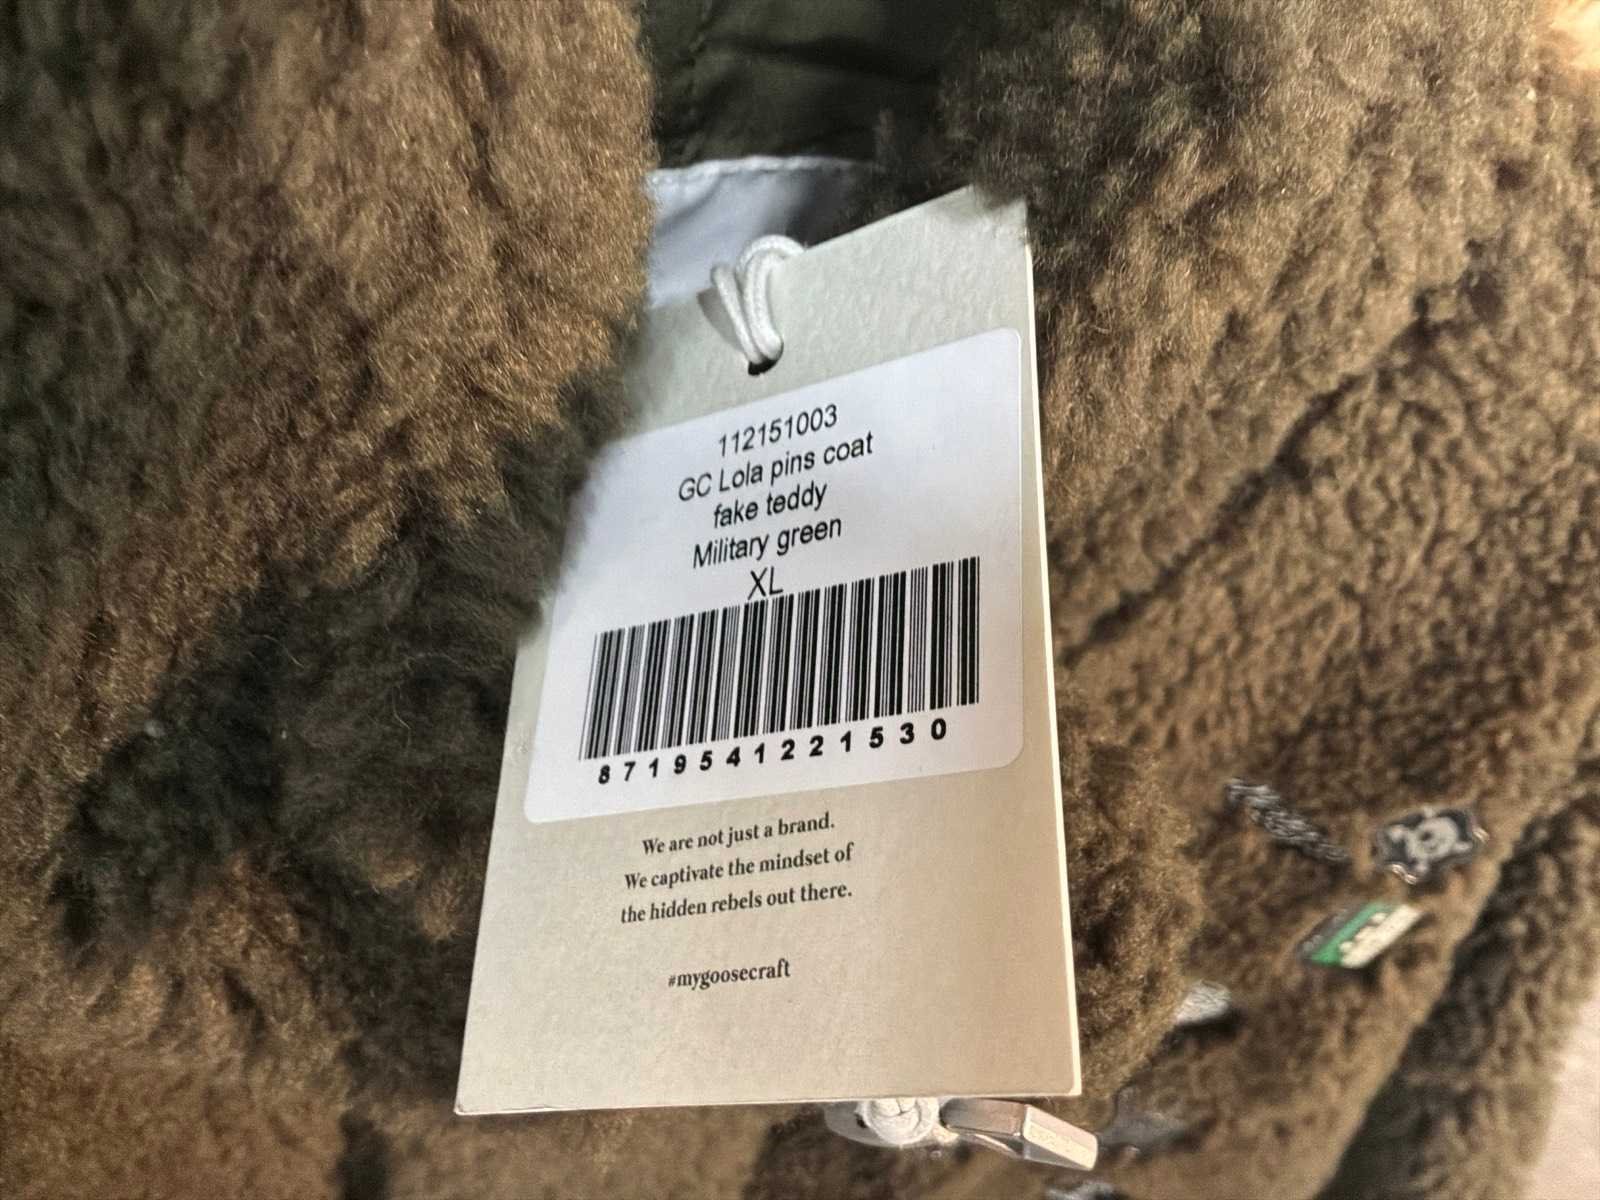 112151003
GC Lola pins coat
fake teddy
Military green
XL
8719541221530
We are not just a brand.
We captivate the mindset of
the hidden rebels out there.
#mygoosecraft